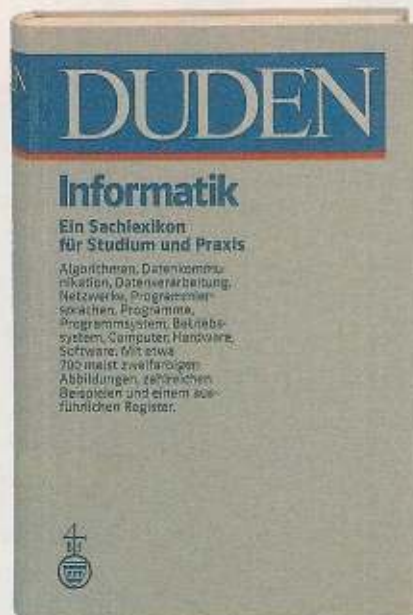 DUDEN
Informatik
Ein Sachlexikon
für Studium und Praxis
Algorithmen, Datenkommu-
nikation, Datenverarbeitung,
Netzwerke, Programmier-
sprachen, Programme,
Programmsystem, Betriebs-
system, Computer, Hardware,
Software. Mit etwa
700 meist zweifarbigen
Abbildungen, zahlreichen
Beispielen und einem aus-
führlichen Register.